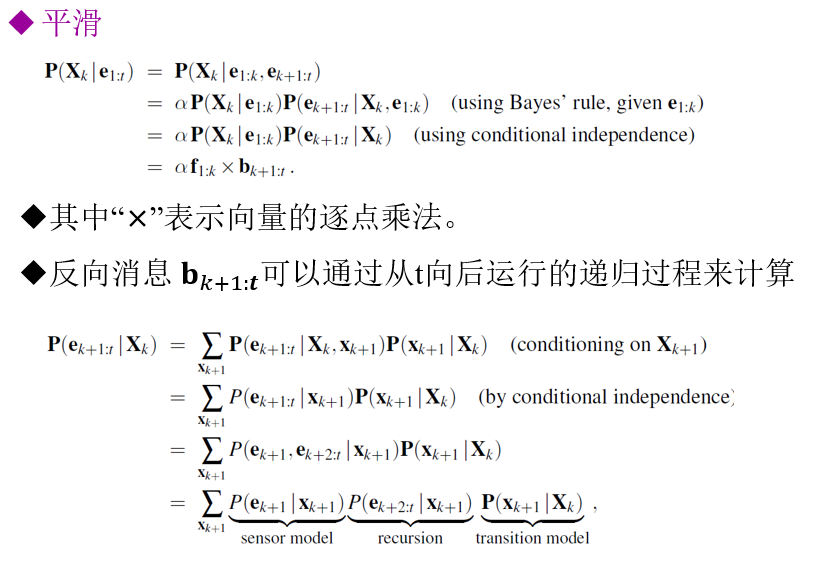 ◆ 平滑
P(X_k | e_{1:t}) = P(X_k | e_{1:k}, e_{k+1:t})
= α P(X_k | e_{1:k}) P(e_{k+1:t} | X_k, e_{1:k}) (using Bayes' rule, given e_{1:k})
= α P(X_k | e_{1:k}) P(e_{k+1:t} | X_k) (using conditional independence)
= α f_{1:k} × b_{k+1:t} .
◆其中“×”表示向量的逐点乘法。
◆反向消息 b_{k+1:t}可以通过从t向后运行的递归过程来计算
P(e_{k+1:t} | X_k) = ∑_{x_{k+1}} P(e_{k+1:t} | X_k, x_{k+1}) P(x_{k+1} | X_k) (conditioning on X_{k+1})
= ∑_{x_{k+1}} P(e_{k+1:t} | x_{k+1}) P(x_{k+1} | X_k) (by conditional independence)
= ∑_{x_{k+1}} P(e_{k+1}, e_{k+2:t} | x_{k+1}) P(x_{k+1} | X_k)
= ∑_{x_{k+1}} P(e_{k+1} | x_{k+1}) P(e_{k+2:t} | x_{k+1}) P(x_{k+1} | X_k) ,
sensor model recursion transition model